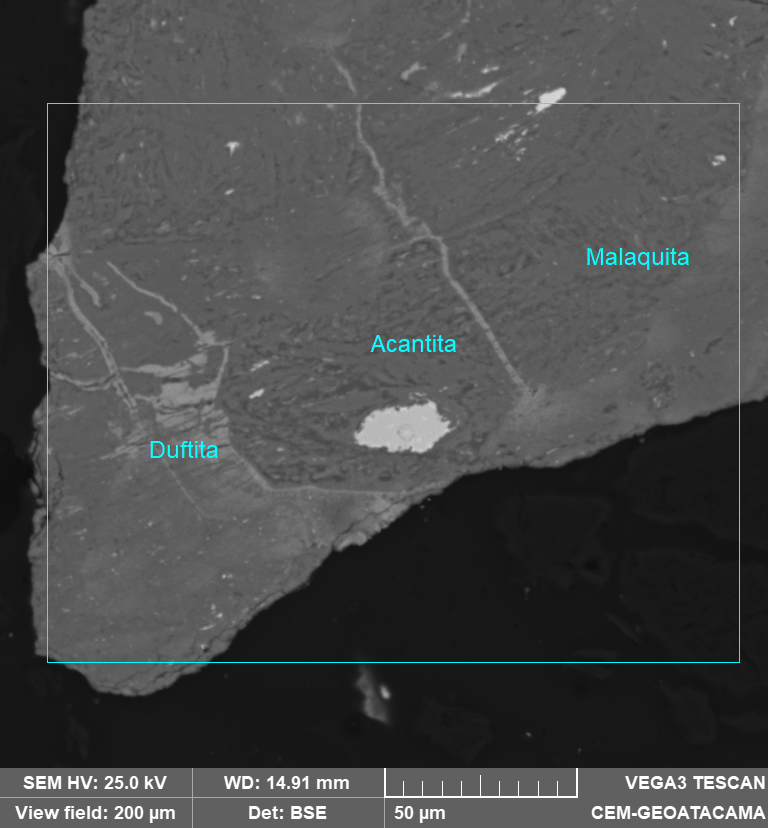 Malaquita
Acantita
Duftita
SEM HV: 25.0 kV
WD: 14.91 mm
VEGA3 TESCAN
View field: 200 µm
Det: BSE
50 µm
CEM-GEOATACAMA